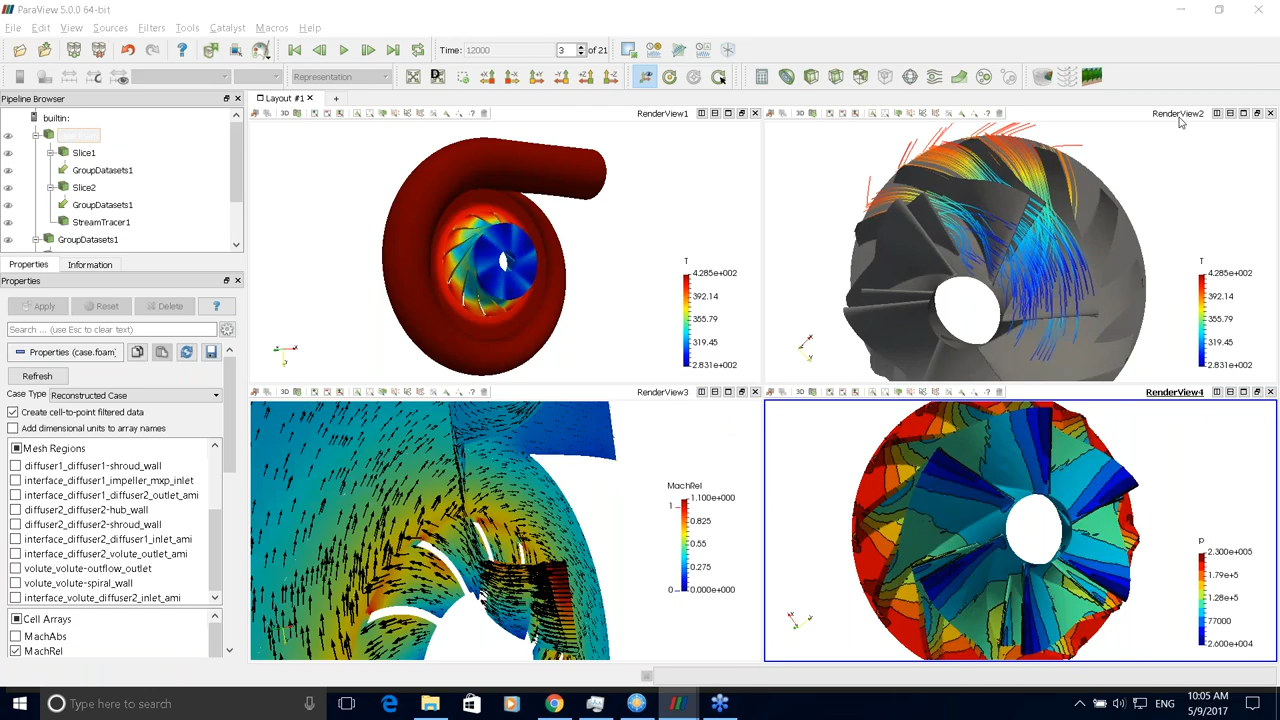 ParaView 5.0.0 64-bit
File Edit View Sources Filters Tools Catalyst Macros Help
Time: 12000 3 of 21
Representation
Pipeline Browser
builtin:
Slice1
GroupDatasets1
Slice2
GroupDatasets1
StreamTracer1
GroupDatasets1
Properties Information
Properties
Apply Reset Delete ?
Search ... (use Esc to clear text)
Properties (case.foam)
Refresh
Case Type Reconstructed Case
Create cell-to-point filtered data
Add dimensional units to array names
Mesh Regions
diffuser1_diffuser1-shroud_wall
interface_diffuser1_impeller_mxp_inlet
interface_diffuser1_diffuser2_outlet_ami
diffuser2_diffuser2-hub_wall
diffuser2_diffuser2-shroud_wall
interface_diffuser2_diffuser1_inlet_ami
interface_diffuser2_volute_outlet_ami
volute_volute-outflow_outlet
volute_volute-spiral_wall
interface_volute_diffuser2_inlet_ami
Cell Arrays
MachAbs
MachRel
Layout #1 +
3D RenderView1
T
4.285e+002
392.14
355.79
319.45
2.831e+002
3D RenderView2
T
4.285e+002
392.14
355.79
319.45
2.831e+002
3D RenderView3
MachRel
1.100e+000
1
0.825
0.55
0.275
0 0.000e+000
3D RenderView4
p
2.300e+005
1.79e+5
1.28e+5
77000
2.600e+004
Type here to search
ENG
10:05 AM
5/9/2017